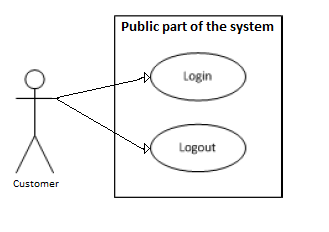 Public part of the system
Login
Logout
Customer